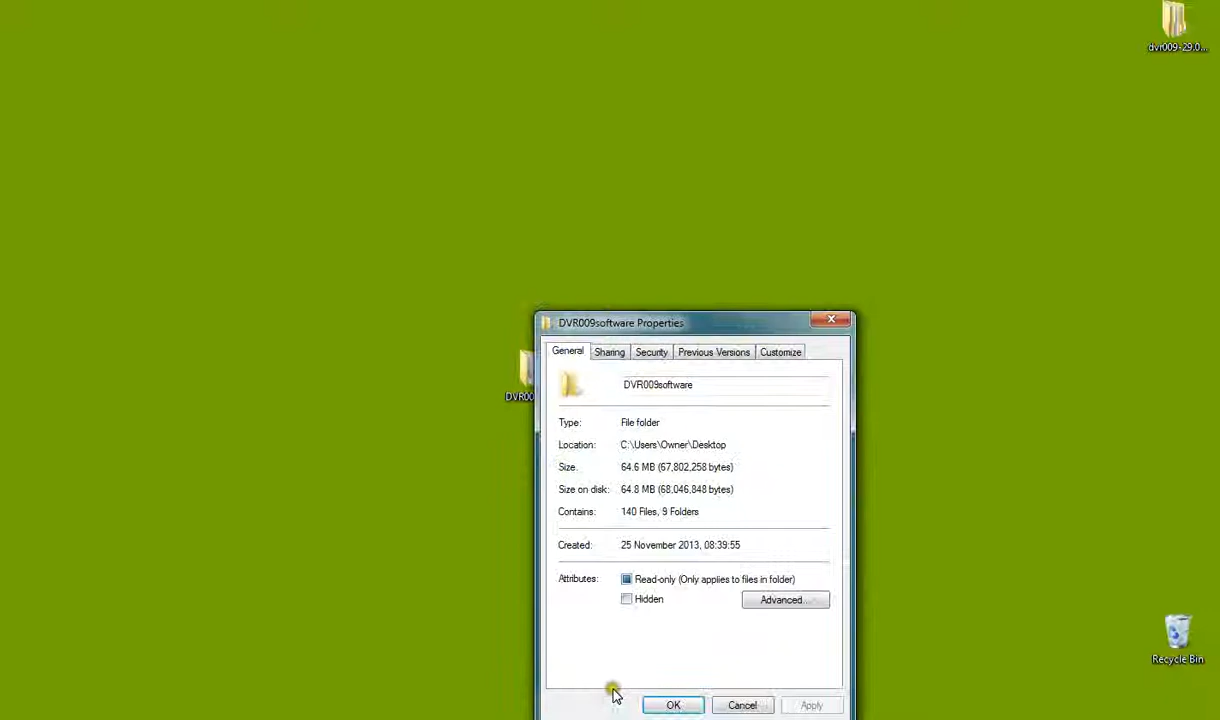 dvr009-29.0...
DVR009software Properties
General Sharing Security Previous Versions Customize
DVR009software
DVR00
Type: File folder
Location: C:\Users\Owner\Desktop
Size: 64.6 MB (67,802,258 bytes)
Size on disk: 64.8 MB (68,046,848 bytes)
Contains: 140 Files, 9 Folders
Created: 25 November 2013, 08:39:55
Attributes: Read-only (Only applies to files in folder)
Hidden Advanced...
Recycle Bin
OK Cancel Apply